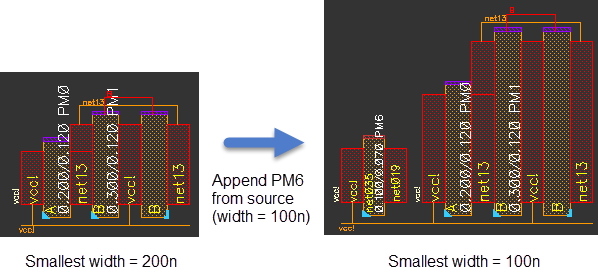 net13
0.200/0.120 PM0
0.300/0.120 PM1
vcc!
vcc!
A
net13
B
vcc!
B
net13
vcc!
Smallest width = 200n
Append PM6
from source
(width = 100n)
net13
0.100/0.070 PM6
0.200/0.120 PM0
0.300/0.120 PM1
vcc!
net035
net019
vcc!
A
net13
B
vcc!
B
net13
vcc!
Smallest width = 100n